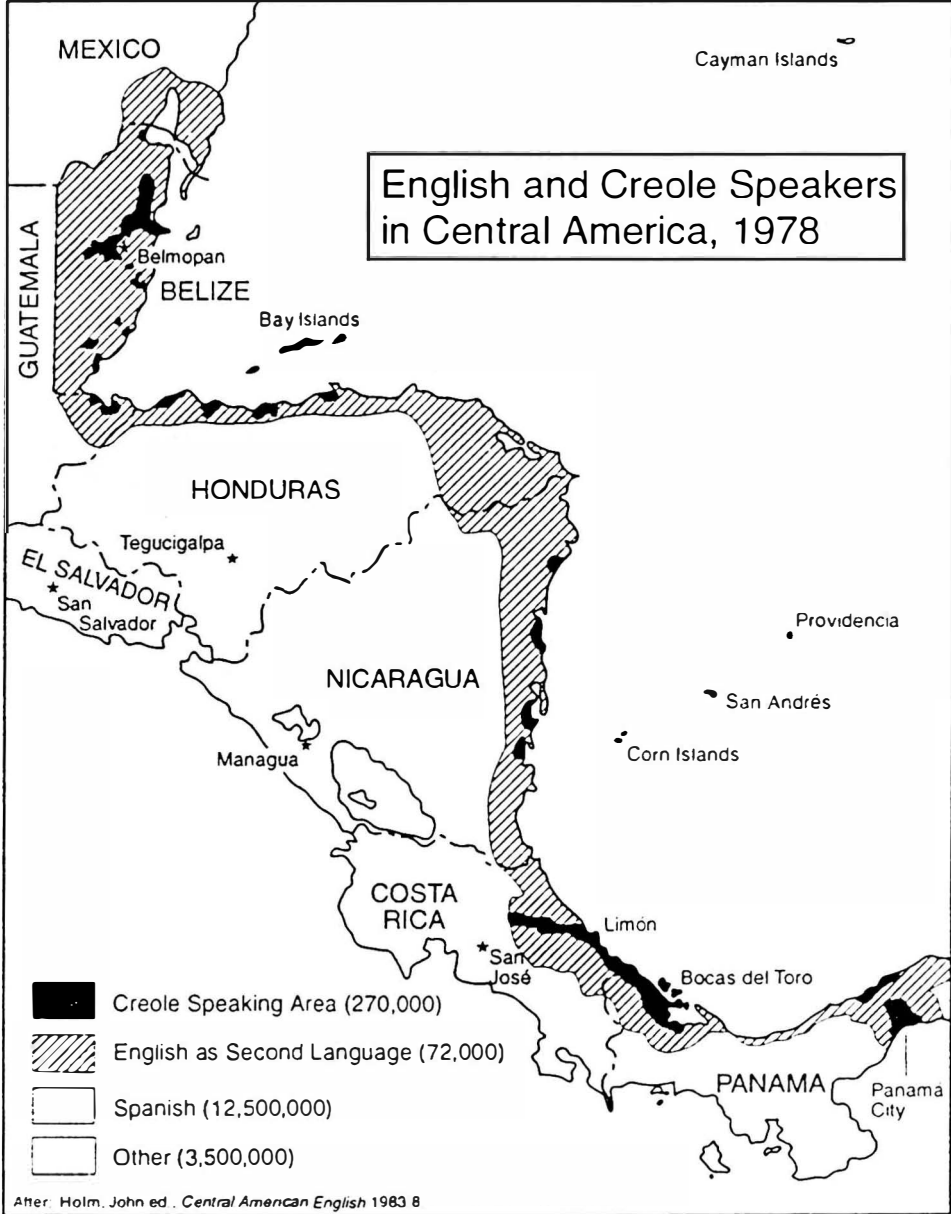 MEXICO
Cayman Islands
English and Creole Speakers
in Central America, 1978
GUATEMALA
Belmopan
BELIZE
Bay Islands
HONDURAS
Tegucigalpa
EL SALVADOR
San
Salvador
Providencia
NICARAGUA
San Andrés
Corn Islands
Managua
COSTA
RICA
Limón
San
José
Bocas del Toro
PANAMA
Panamá
City
Creole Speaking Area (270,000)
English as Second Language (72,000)
Spanish (12,500,000)
Other (3,500,000)
After: Holm, John ed., Central American English 1983 8